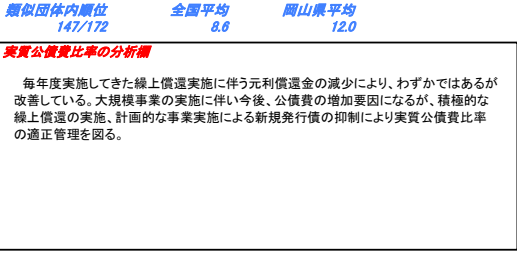 類似団体内順位 全国平均 岡山県平均
147/172 8.6 12.0
実質公債費比率の分析欄
毎年度実施してきた繰上償還実施に伴う元利償還金の減少により、わずかではあるが
改善している。大規模事業の実施に伴い今後、公債費の増加要因になるが、積極的な
繰上償還の実施、計画的な事業実施による新規発行債の抑制により実質公債費比率
の適正管理を図る。